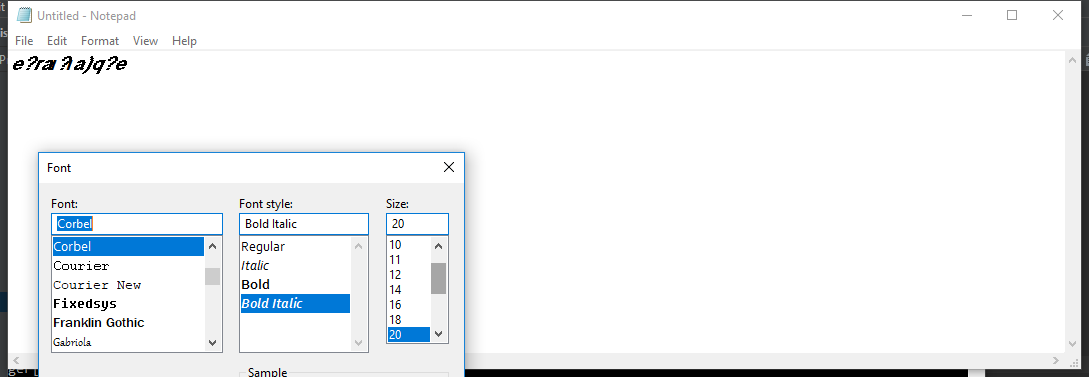 Untitled - Notepad
File Edit Format View Help
Font
Font: Font style: Size:
Corbel Bold Italic 20
Corbel Regular 10
Courier Italic 11
Courier New Bold 12
Fixedsys Bold Italic 14
Franklin Gothic 16
Gabriola 18
20
Sample